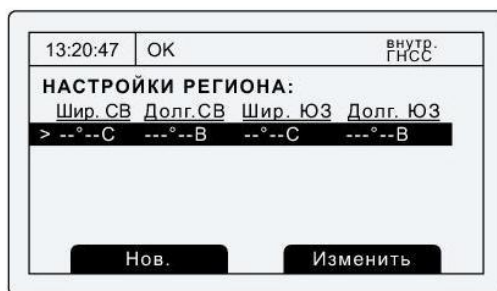 13:20:47 OK внутр. ГНСС
НАСТРОЙКИ РЕГИОНА:
Шир. СВ Долг.СВ Шир. ЮЗ Долг. ЮЗ
> --°--С ---°--В --°--С ---°--В
Нов. Изменить